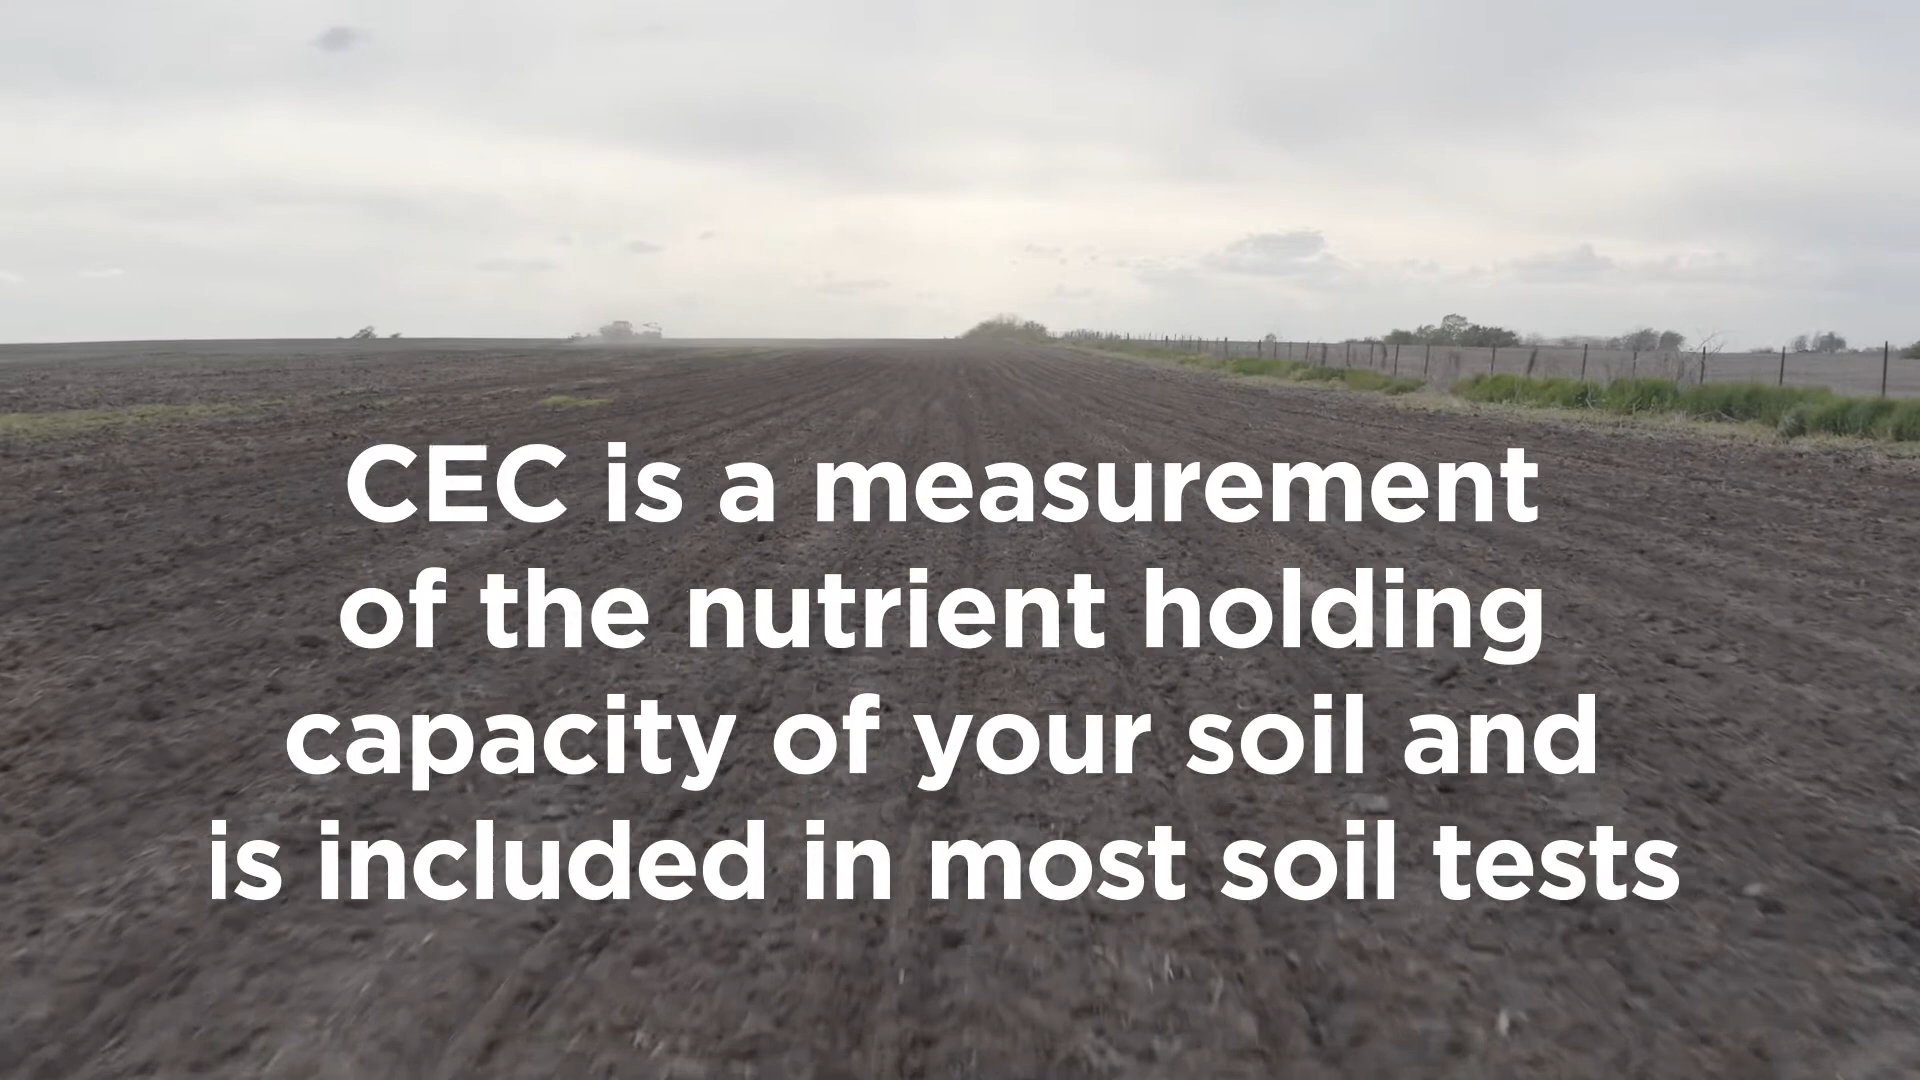 CEC is a measurement
of the nutrient holding
capacity of your soil and
is included in most soil tests